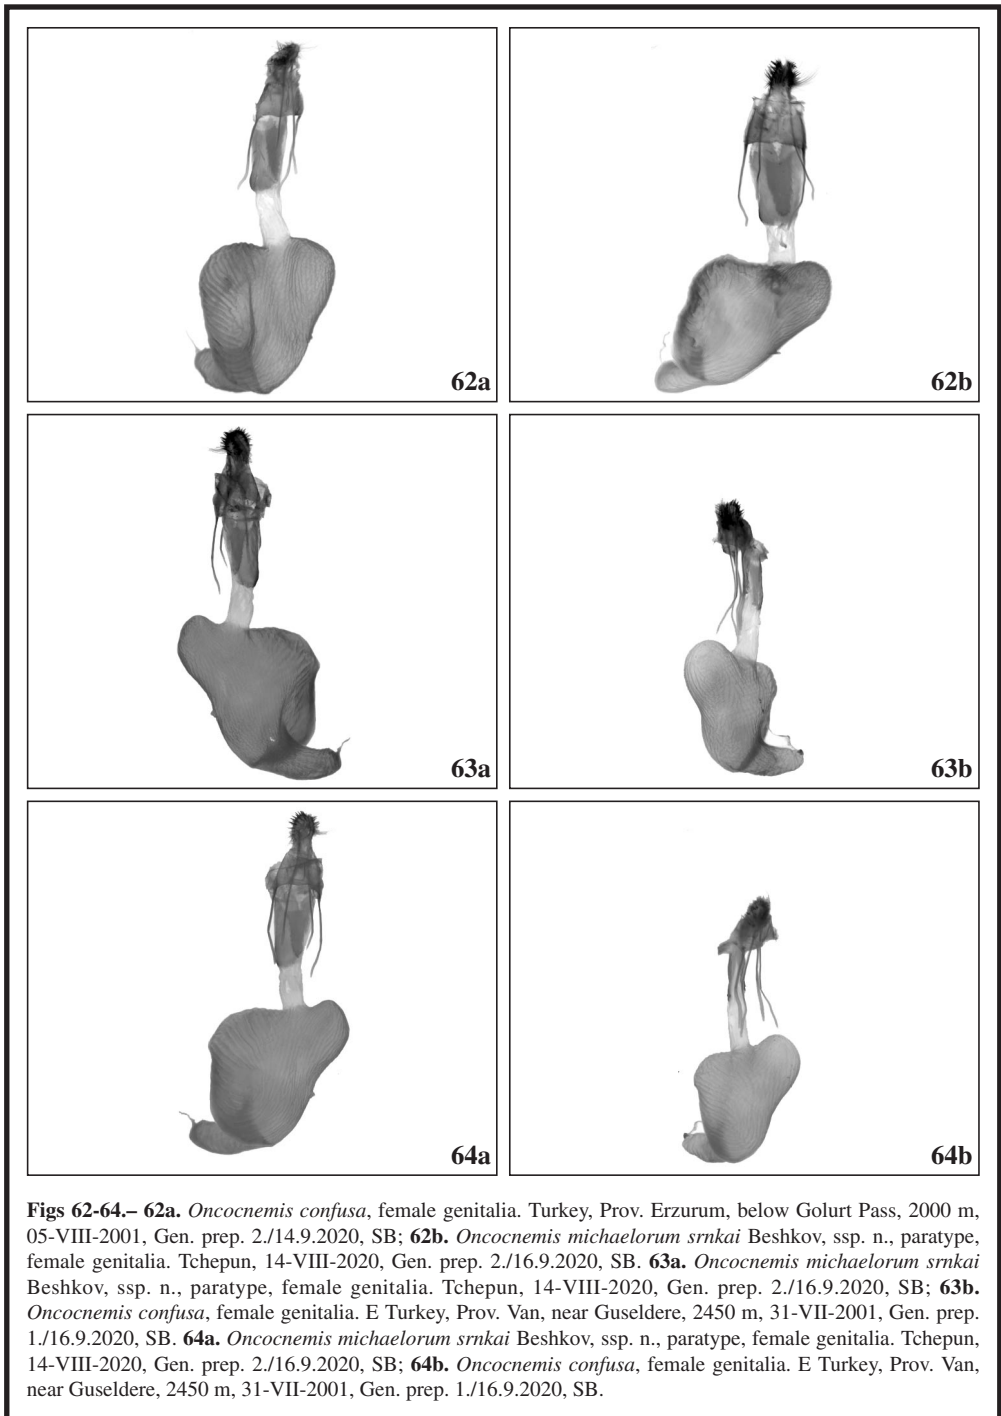 62a
62b
63a
63b
64a
64b
Figs 62-64.– 62a. Oncocnemis confusa, female genitalia. Turkey, Prov. Erzurum, below Golurt Pass, 2000 m,
05-VIII-2001, Gen. prep. 2./14.9.2020, SB; 62b. Oncocnemis michaelorum srnkai Beshkov, ssp. n., paratype,
female genitalia. Tchepun, 14-VIII-2020, Gen. prep. 2./16.9.2020, SB. 63a. Oncocnemis michaelorum srnkai
Beshkov, ssp. n., paratype, female genitalia. Tchepun, 14-VIII-2020, Gen. prep. 2./16.9.2020, SB; 63b.
Oncocnemis confusa, female genitalia. E Turkey, Prov. Van, near Guseldere, 2450 m, 31-VII-2001, Gen. prep.
1./16.9.2020, SB. 64a. Oncocnemis michaelorum srnkai Beshkov, ssp. n., paratype, female genitalia. Tchepun,
14-VIII-2020, Gen. prep. 2./16.9.2020, SB; 64b. Oncocnemis confusa, female genitalia. E Turkey, Prov. Van,
near Guseldere, 2450 m, 31-VII-2001, Gen. prep. 1./16.9.2020, SB.